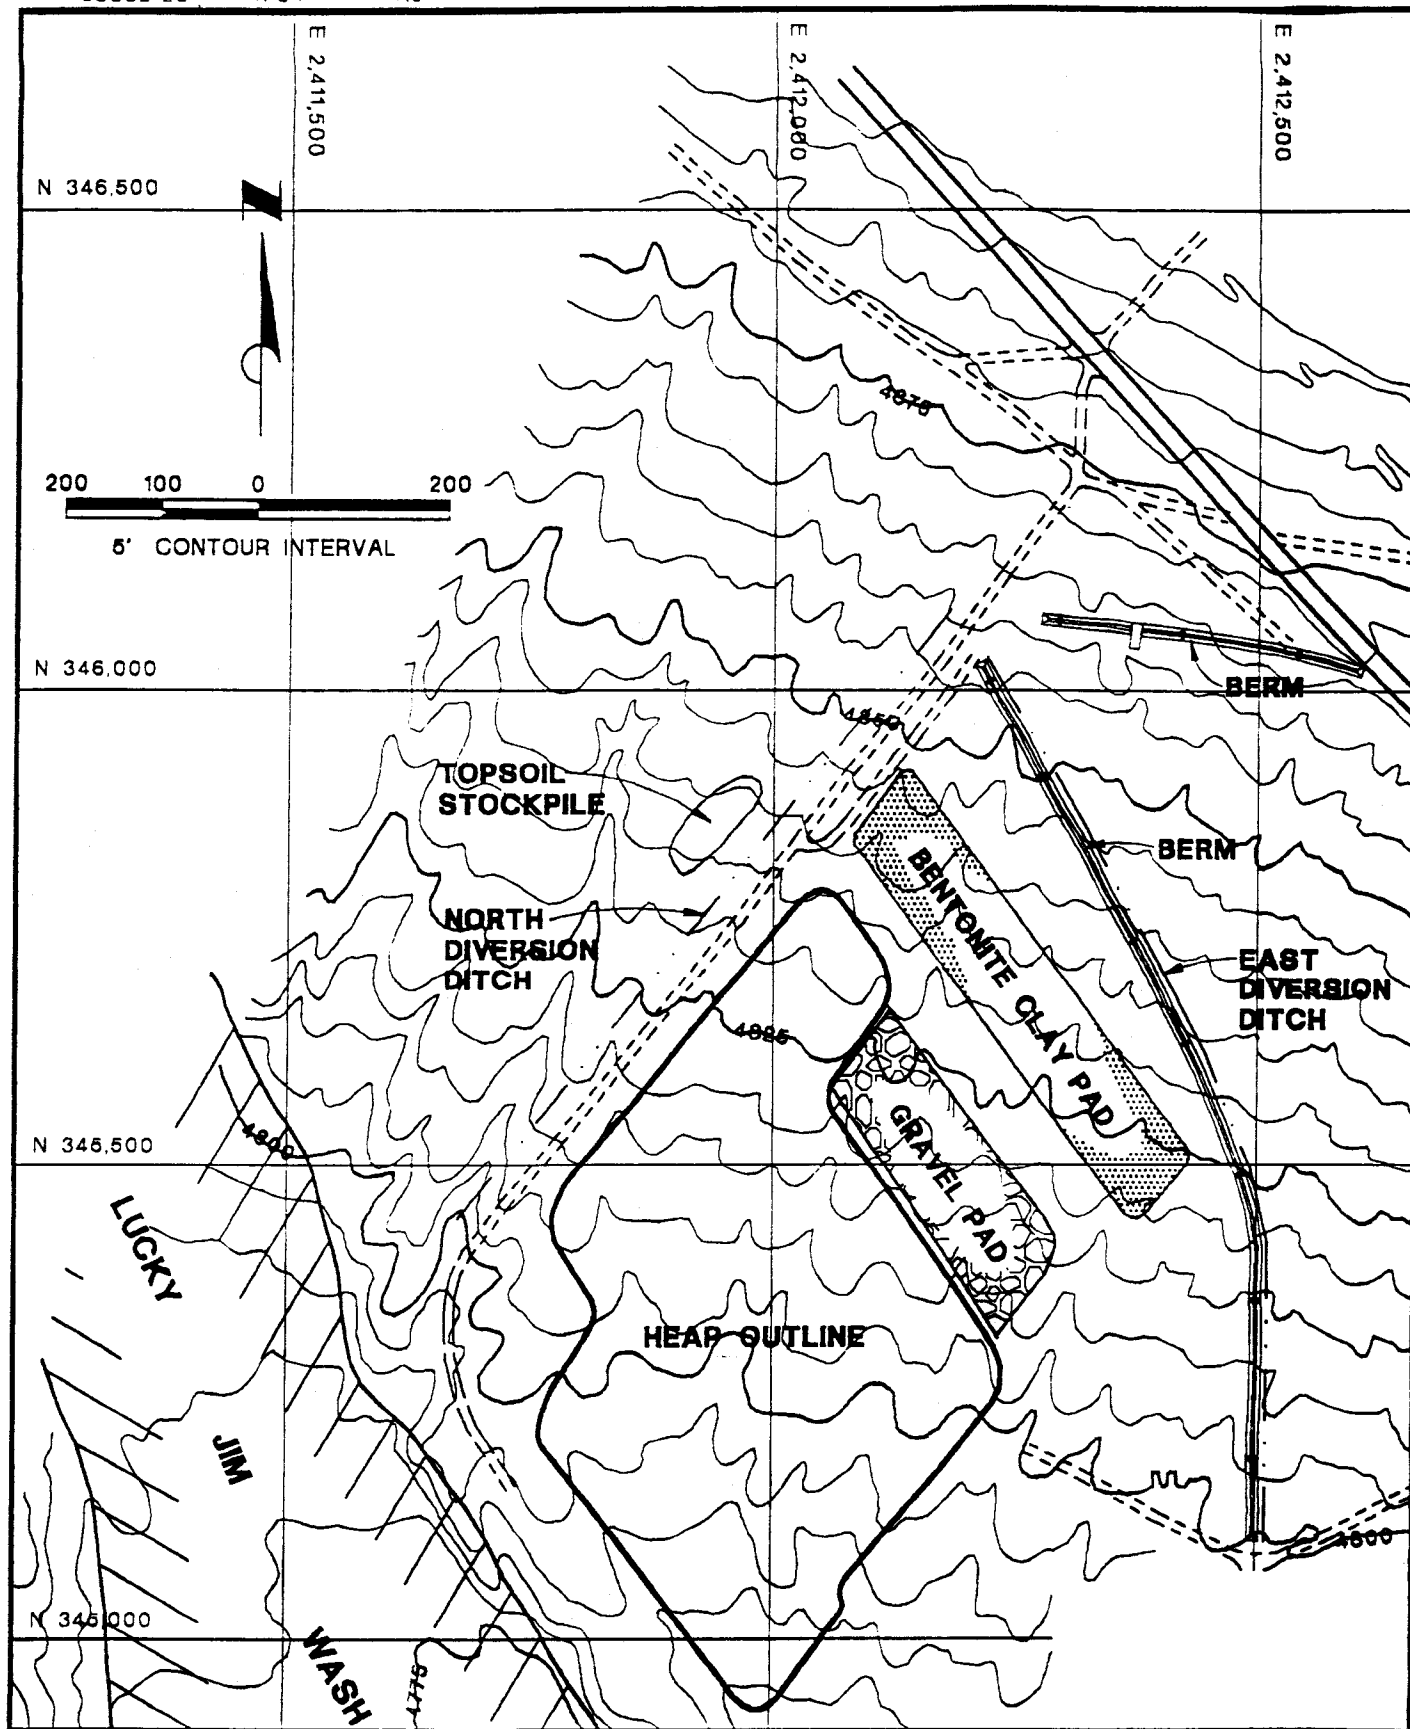 E 2,411,500
E 2,412,000
E 2,412,500
N 346,500
4875
200 100 0 200
5' CONTOUR INTERVAL
N 346,000
BERM
4850
TOPSOIL
STOCKPILE
BERM
BENTONITE CLAY PAD
NORTH
DIVERSION
DITCH
EAST
DIVERSION
DITCH
4825
GRAVEL PAD
4800
N 346,500
LUCKY
HEAP OUTLINE
JIM
4800
N 345,000
WASH
4775